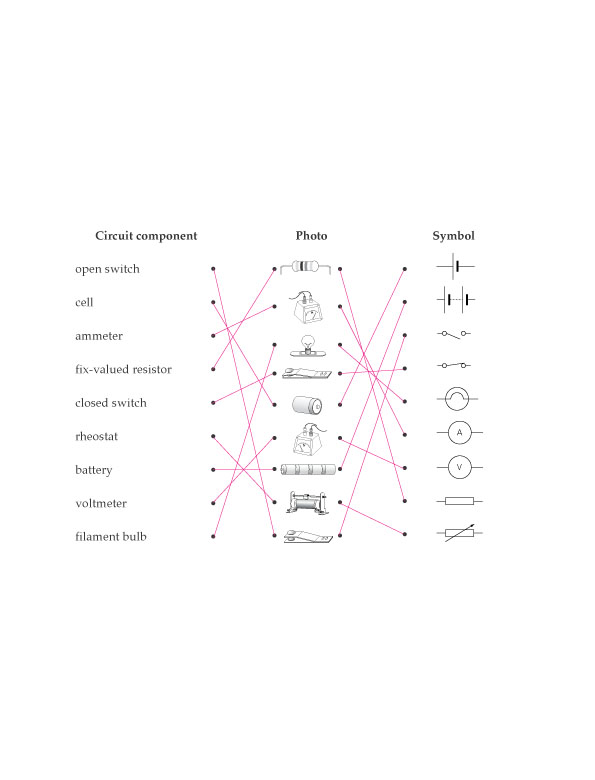 Circuit component Photo Symbol
open switch
cell
ammeter
fix-valued resistor
closed switch
A
rheostat
V
battery
voltmeter
filament bulb